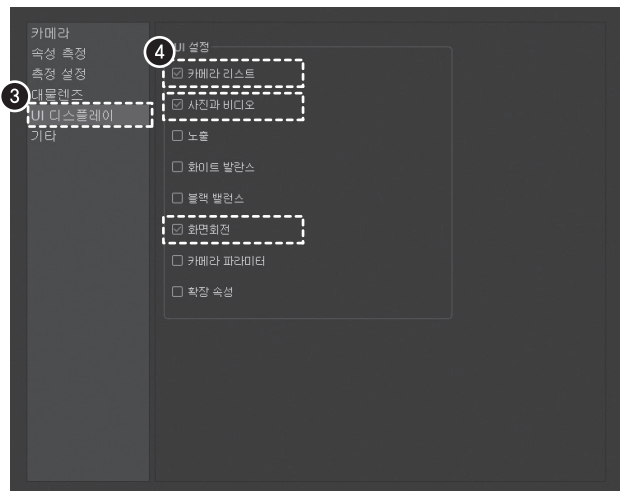 카메라
속성 측정
측정 설정
대물렌즈
3
UI 디스플레이
기타
4
UI 설정
카메라 리스트
사진과 비디오
노출
화이트 발란스
블랙 밸런스
화면회전
카메라 파라미터
확장 속성